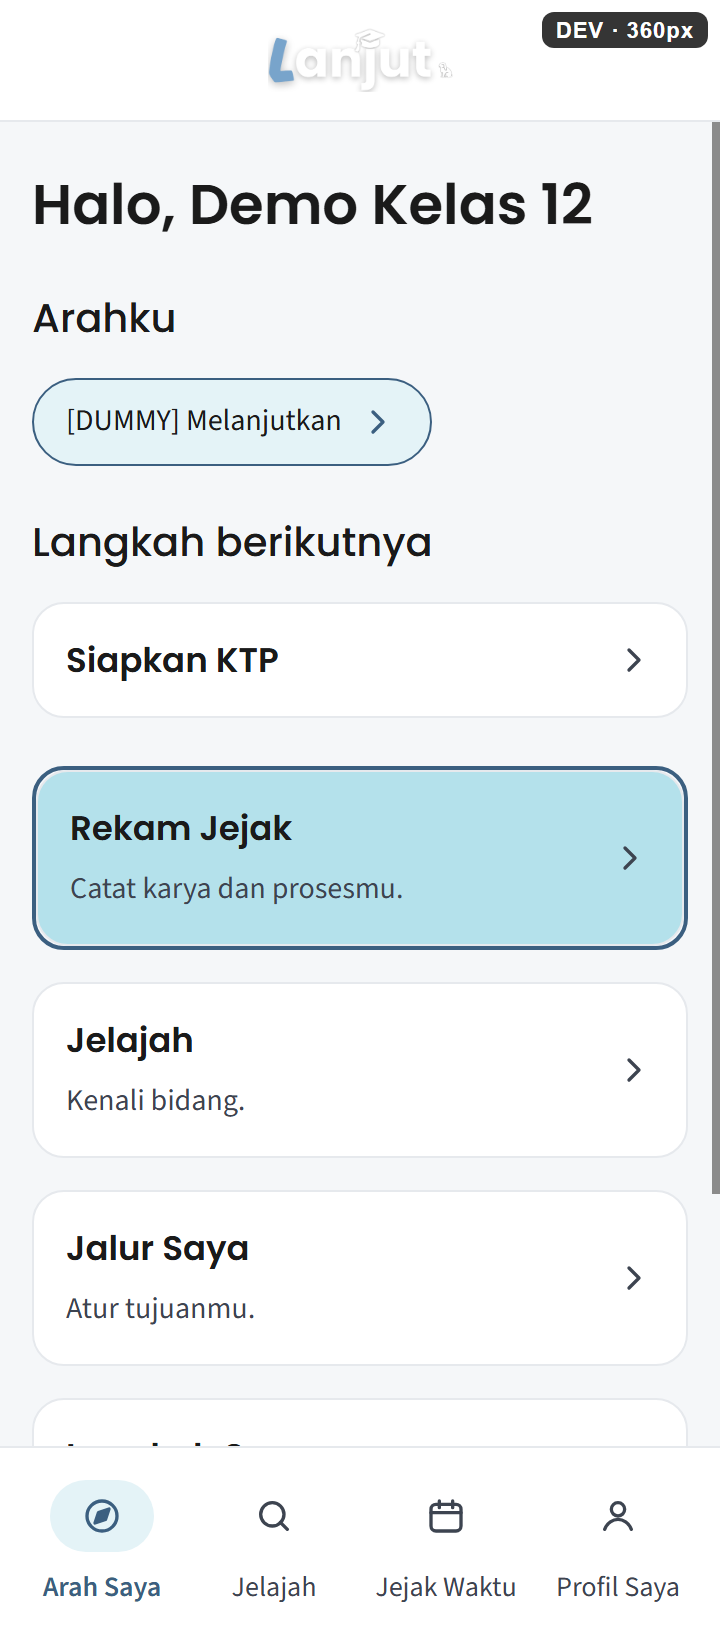 Lanjut
DEV · 360px
Halo, Demo Kelas 12
Arahku
[DUMMY] Melanjutkan
Langkah berikutnya
Siapkan KTP
Rekam Jejak
Catat karya dan prosesmu.
Jelajah
Kenali bidang.
Jalur Saya
Atur tujuanmu.
Arah Saya
Jelajah
Jejak Waktu
Profil Saya